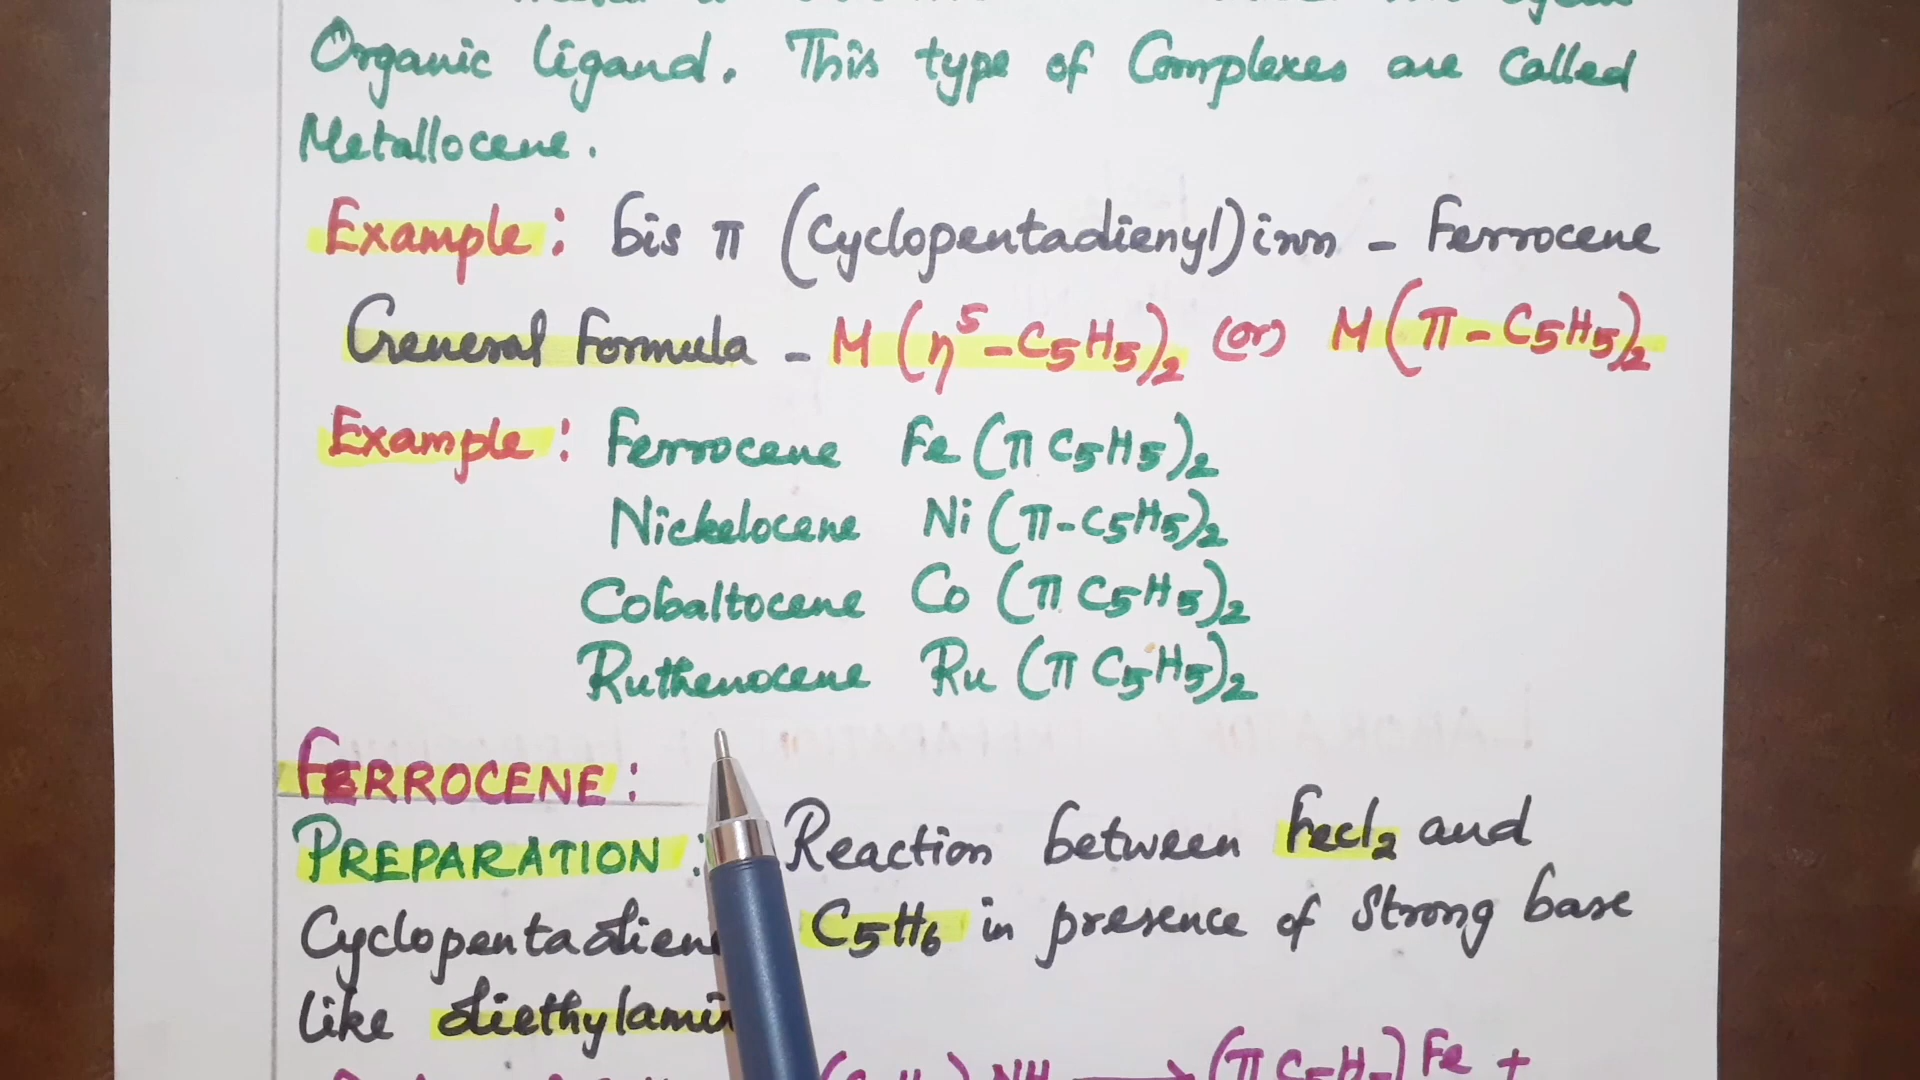 Organic ligand. This type of Complexes are called
Metallocene.
Example: bis π (Cyclopentadienyl)iron - Ferrocene
General Formula - M(η⁵-C₅H₅)₂ (or) M(π-C₅H₅)₂
Example: Ferrocene Fe(π C₅H₅)₂
Nickelocene Ni(π-C₅H₅)₂
Cobaltocene Co (π C₅H₅)₂
Ruthenocene Ru (π C₅H₅)₂
FERROCENE:
PREPARATION: Reaction between Fecl₂ and
Cyclopentadien C₅H₆ in presence of Strong base
like diethylami